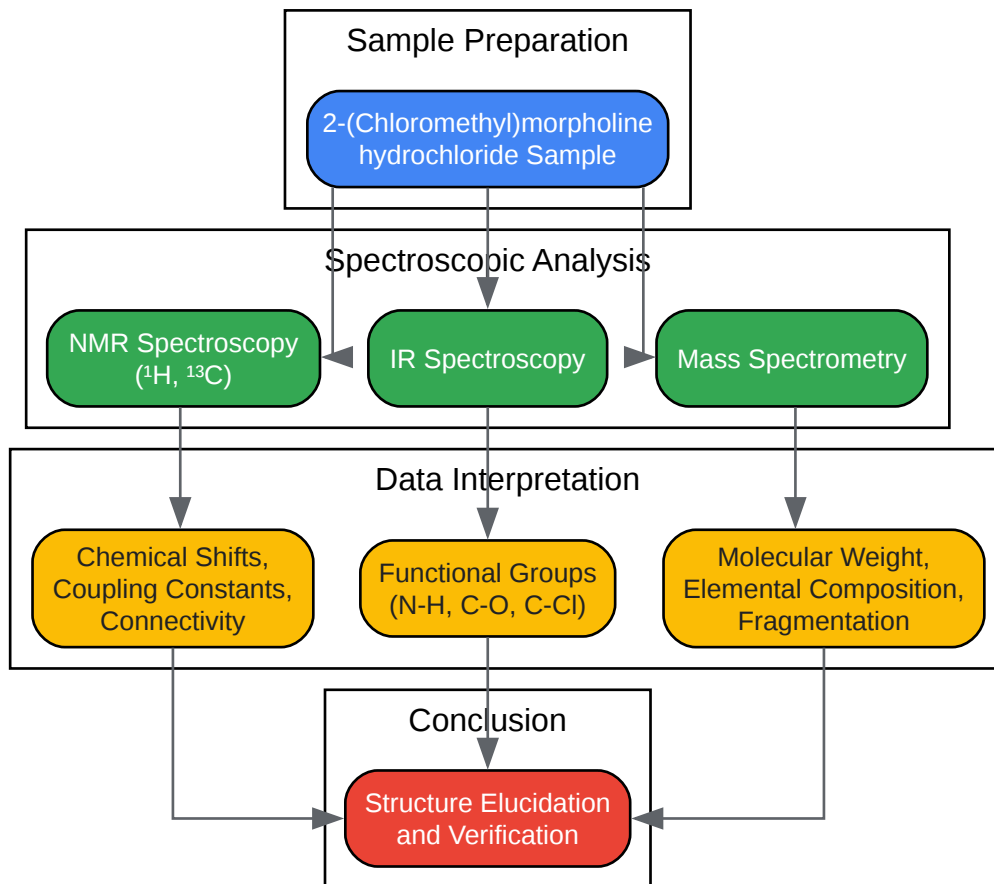 Sample Preparation
2-(Chloromethyl)morpholine
hydrochloride Sample
Spectroscopic Analysis
NMR Spectroscopy
(¹H, ¹³C)
IR Spectroscopy
Mass Spectrometry
Data Interpretation
Chemical Shifts,
Coupling Constants,
Connectivity
Functional Groups
(N-H, C-O, C-Cl)
Molecular Weight,
Elemental Composition,
Fragmentation
Conclusion
Structure Elucidation
and Verification